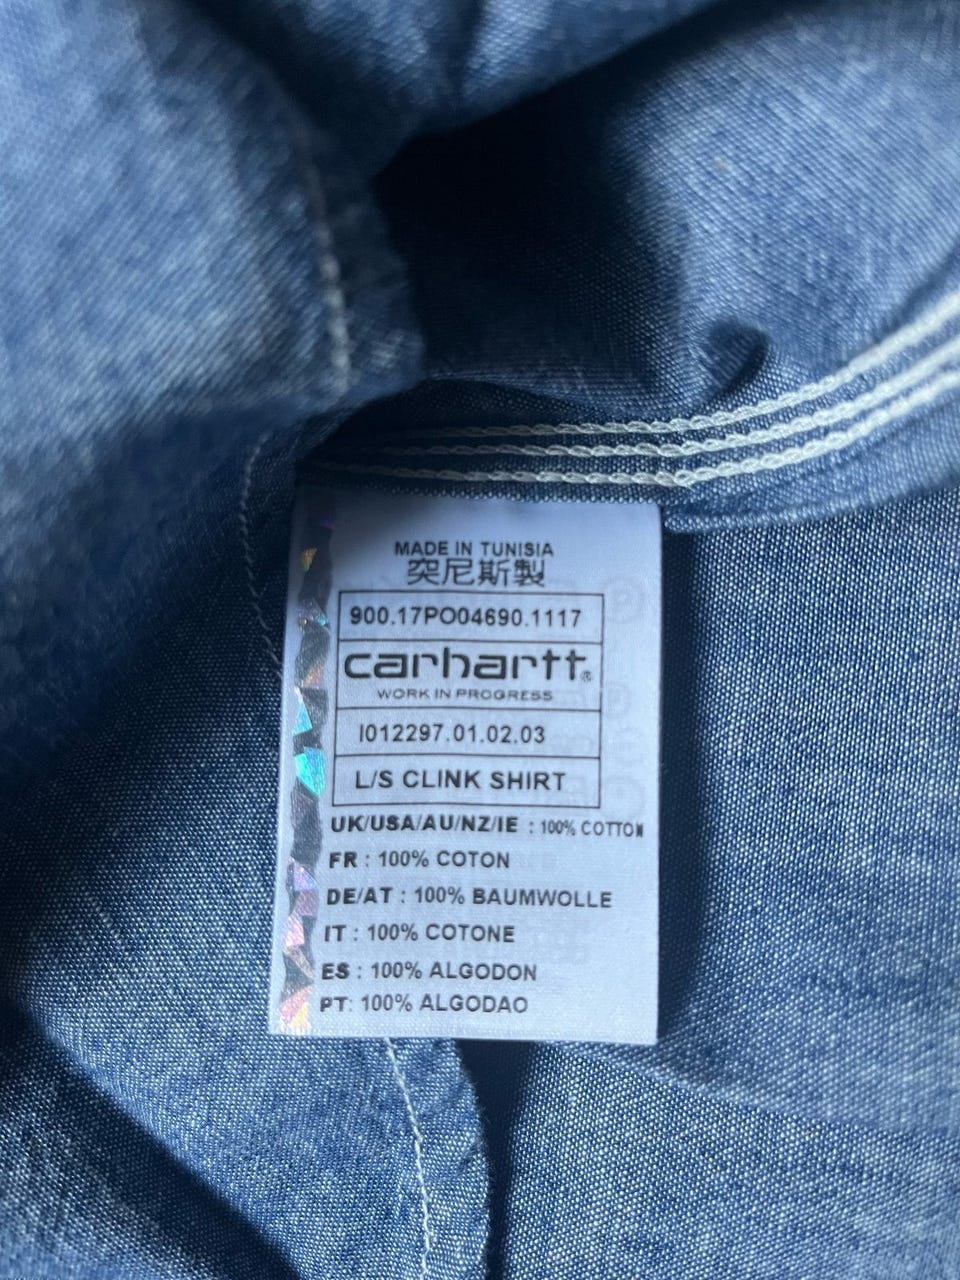 MADE IN TUNISIA
突尼斯製
900.17PO04690.1117
carhartt®
WORK IN PROGRESS
I012297.01.02.03
L/S CLINK SHIRT
UK/USA/AU/NZ/IE : 100% COTTON
FR : 100% COTON
DE/AT : 100% BAUMWOLLE
IT : 100% COTONE
ES : 100% ALGODON
PT: 100% ALGODAO